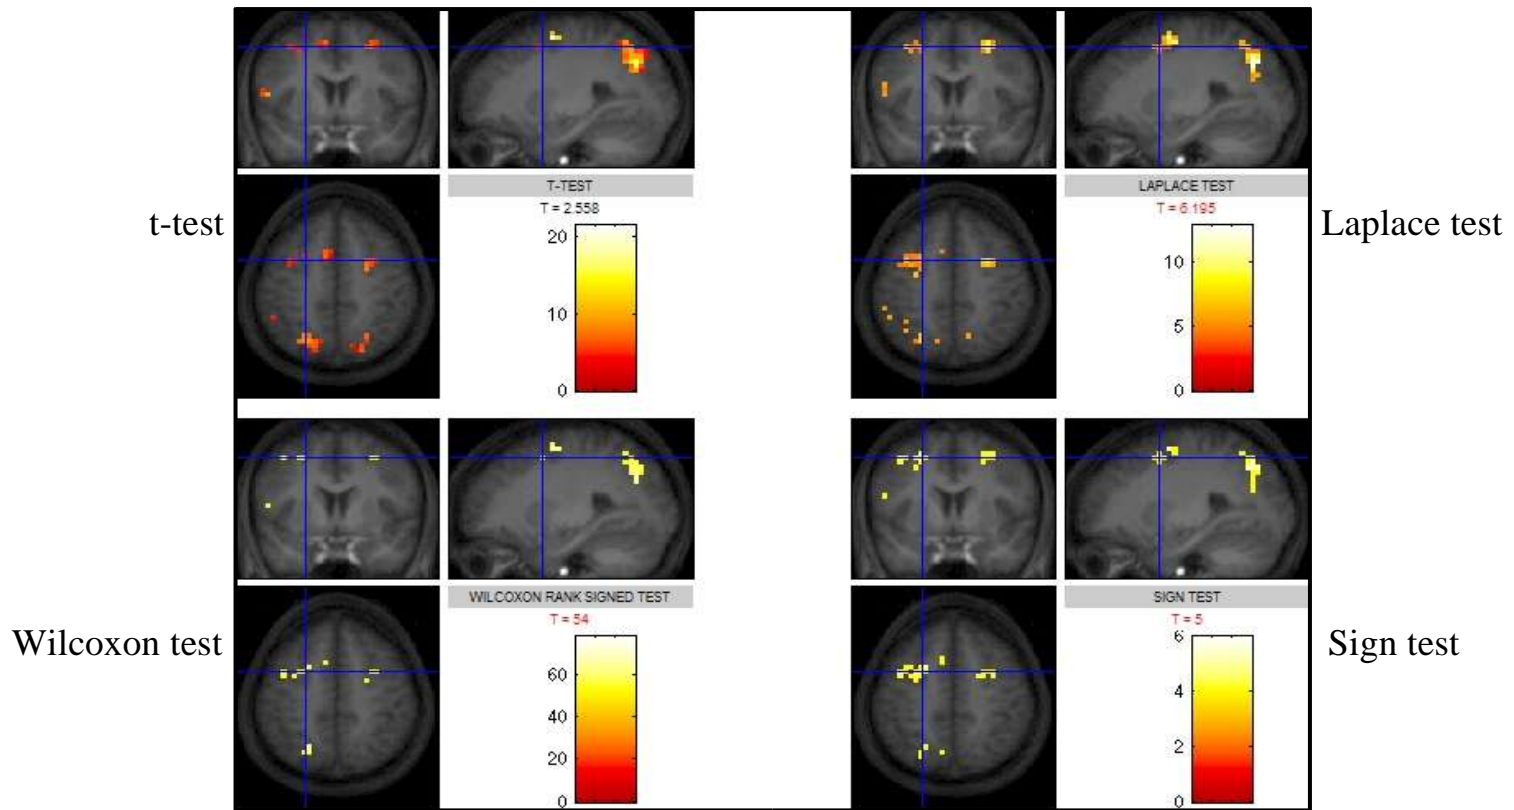 t-test
T-TEST
T = 2.558
20
10
0
Laplace test
LAPLACE TEST
T = 6.195
10
5
0
Wilcoxon test
WILCOXON RANK SIGNED TEST
T = 54
60
40
20
0
Sign test
SIGN TEST
T = 5
6
4
2
0